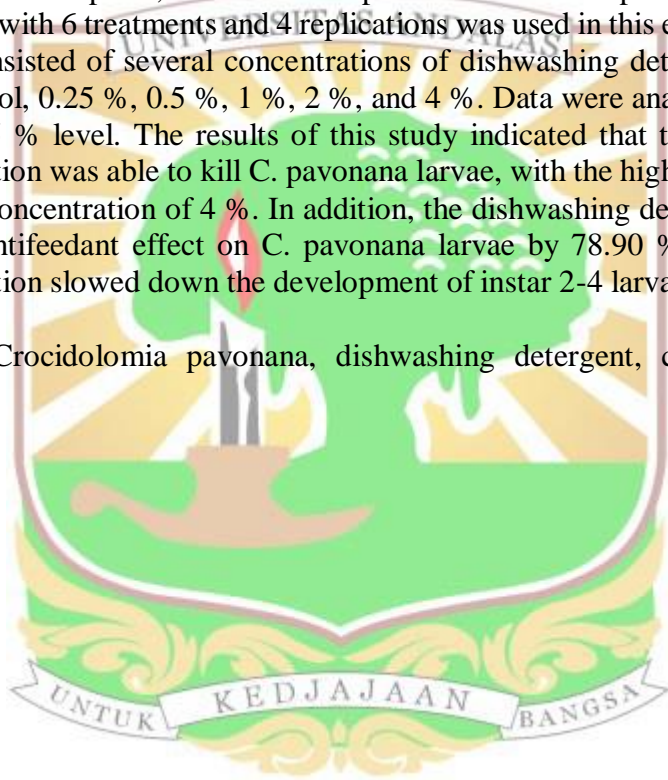 with 6 treatments and 4 replications was used in this e
UNIVERSITAS ANDALAS
nsisted of several concentrations of dishwashing det
ol, 0.25 %, 0.5 %, 1 %, 2 %, and 4 %. Data were ana
% level. The results of this study indicated that t
tion was able to kill C. pavonana larvae, with the high
oncentration of 4 %. In addition, the dishwashing de
ntifeedant effect on C. pavonana larvae by 78.90 %
tion slowed down the development of instar 2-4 larva
Crocidolomia pavonana, dishwashing detergent, c
UNTUK KEDJAJAAN BANGSA